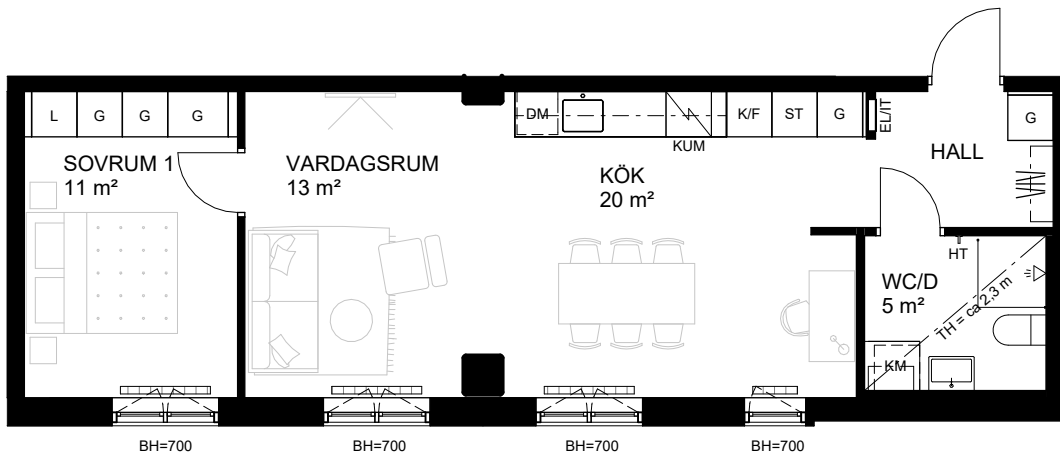 L
G
G
G
DM
K/F
ST
G
EL/IT
G
KUM
SOVRUM 1
11 m²
VARDAGSRUM
13 m²
KÖK
20 m²
HALL
HT
WC/D
5 m²
TH = ca 2,3 m
KM
BH=700
BH=700
BH=700
BH=700